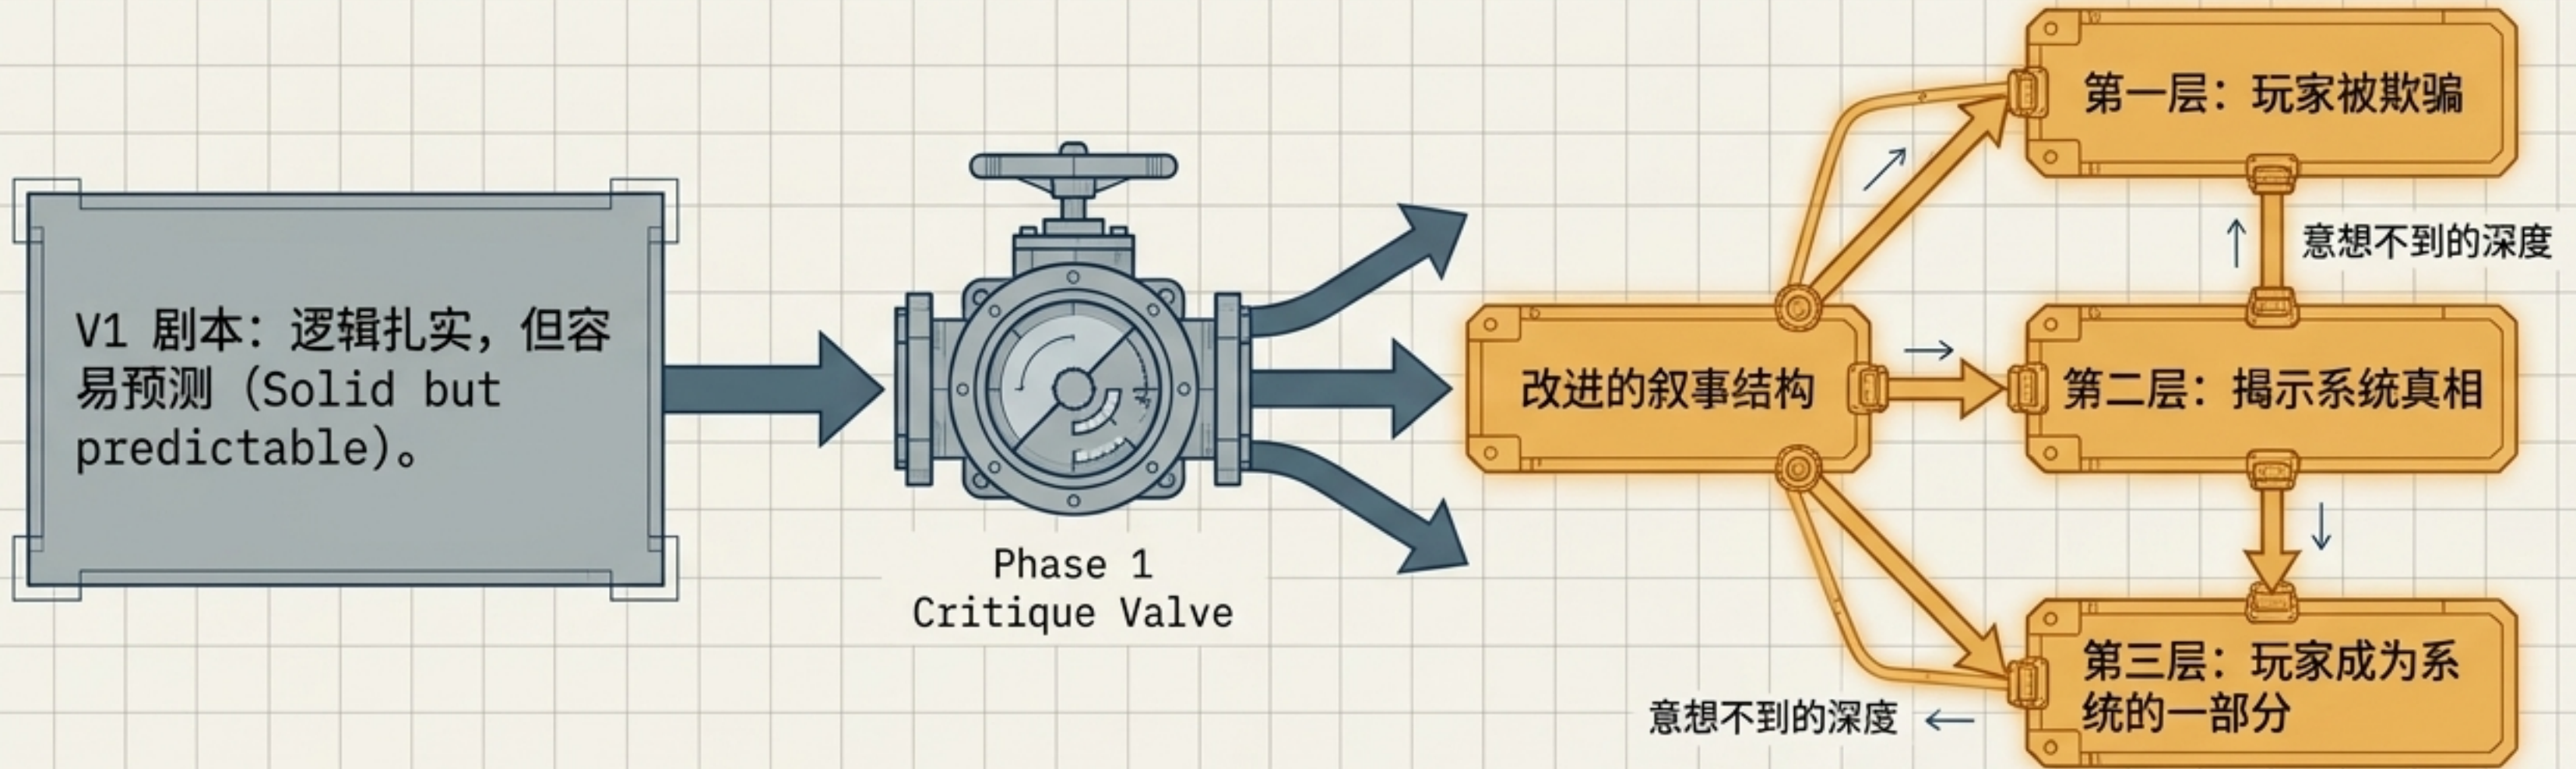 V1 剧本：逻辑扎实，但容
易预测（Solid but
predictable)。
Phase 1
Critique Valve
改进的叙事结构
第一层：玩家被欺骗
意想不到的深度
第二层：揭示系统真相
第三层：玩家成为系
统的一部分
意想不到的深度